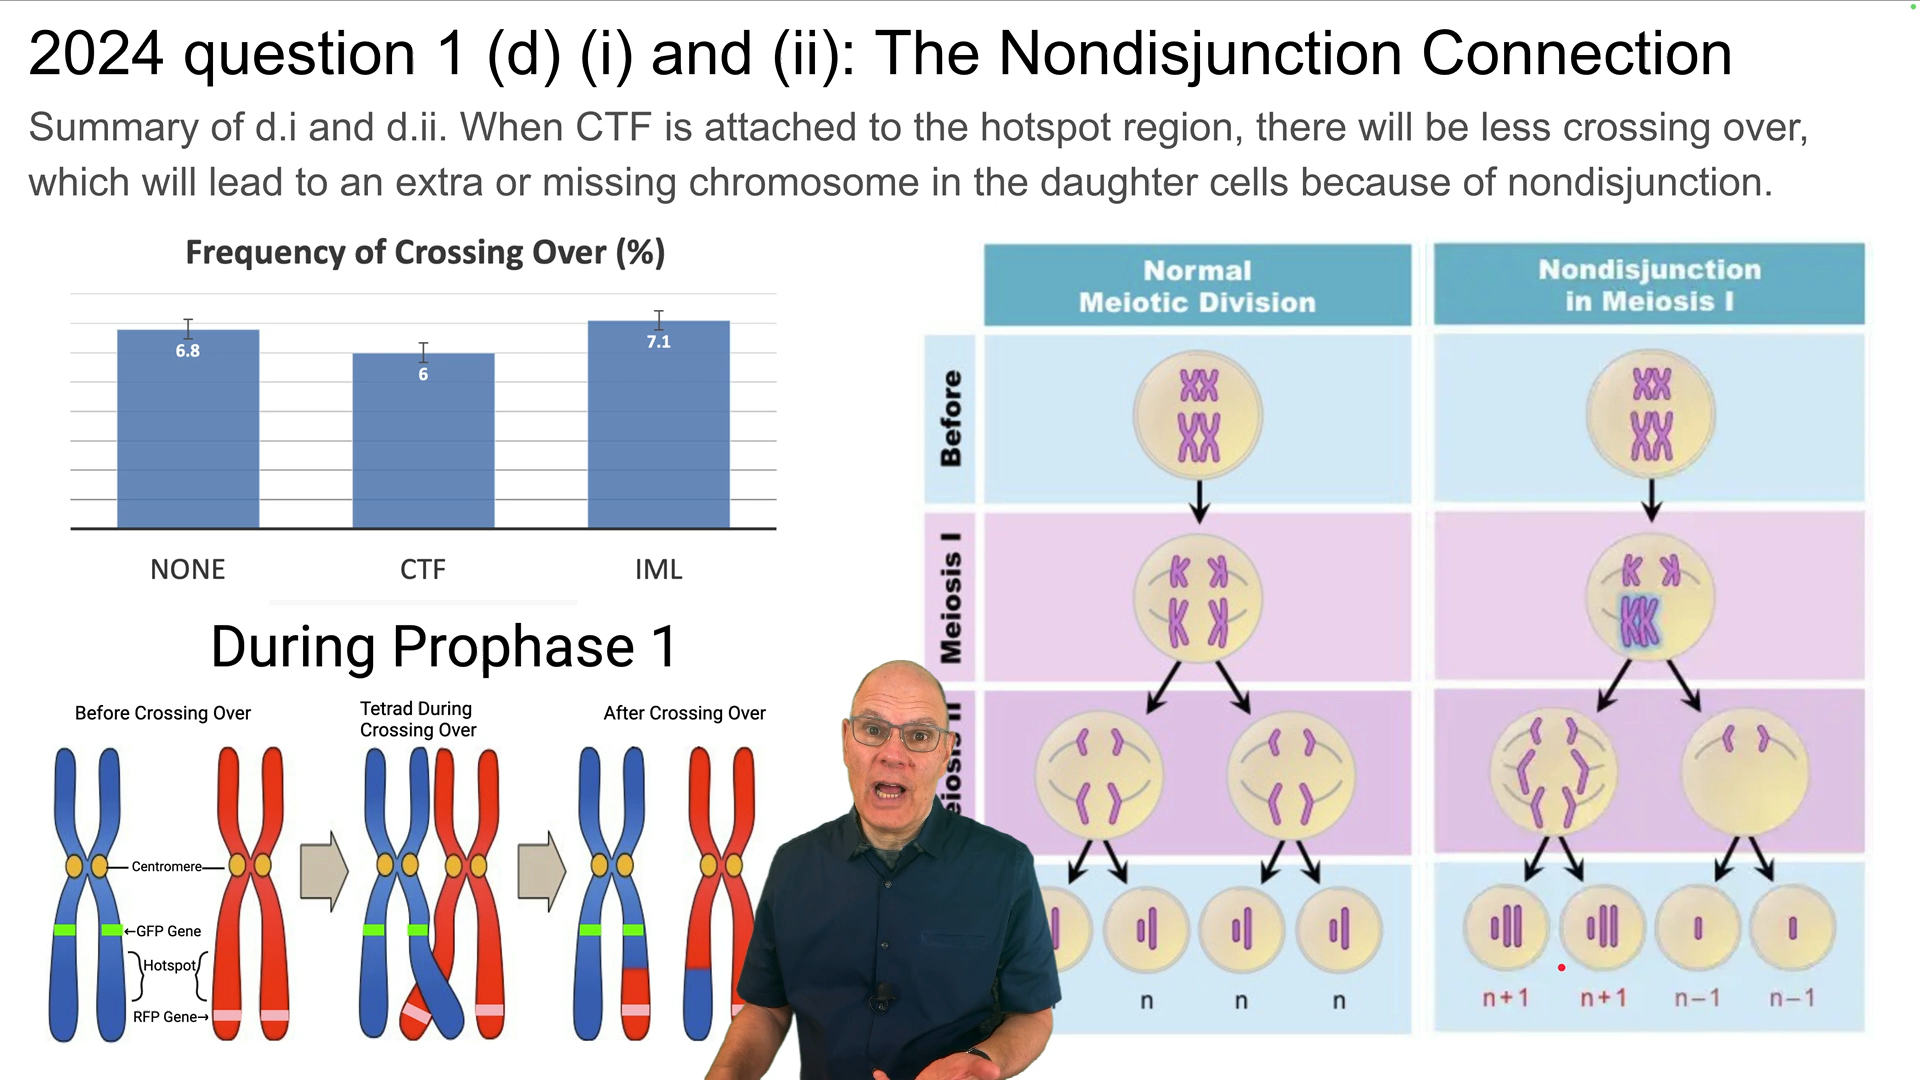 2024 question 1 (d) (i) and (ii): The Nondisjunction Connection
Summary of d.i and d.ii. When CTF is attached to the hotspot region, there will be less crossing over,
which will lead to an extra or missing chromosome in the daughter cells because of nondisjunction.
Frequency of Crossing Over (%)
6.8
6
7.1
NONE
CTF
IML
During Prophase 1
Before Crossing Over
Tetrad During
Crossing Over
After Crossing Over
Centromere
←GFP Gene
Hotspot
RFP Gene→
Normal
Meiotic Division
Nondisjunction
in Meiosis I
Before
Meiosis I
eiosis II
n
n
n
n+1
n+1
n−1
n−1